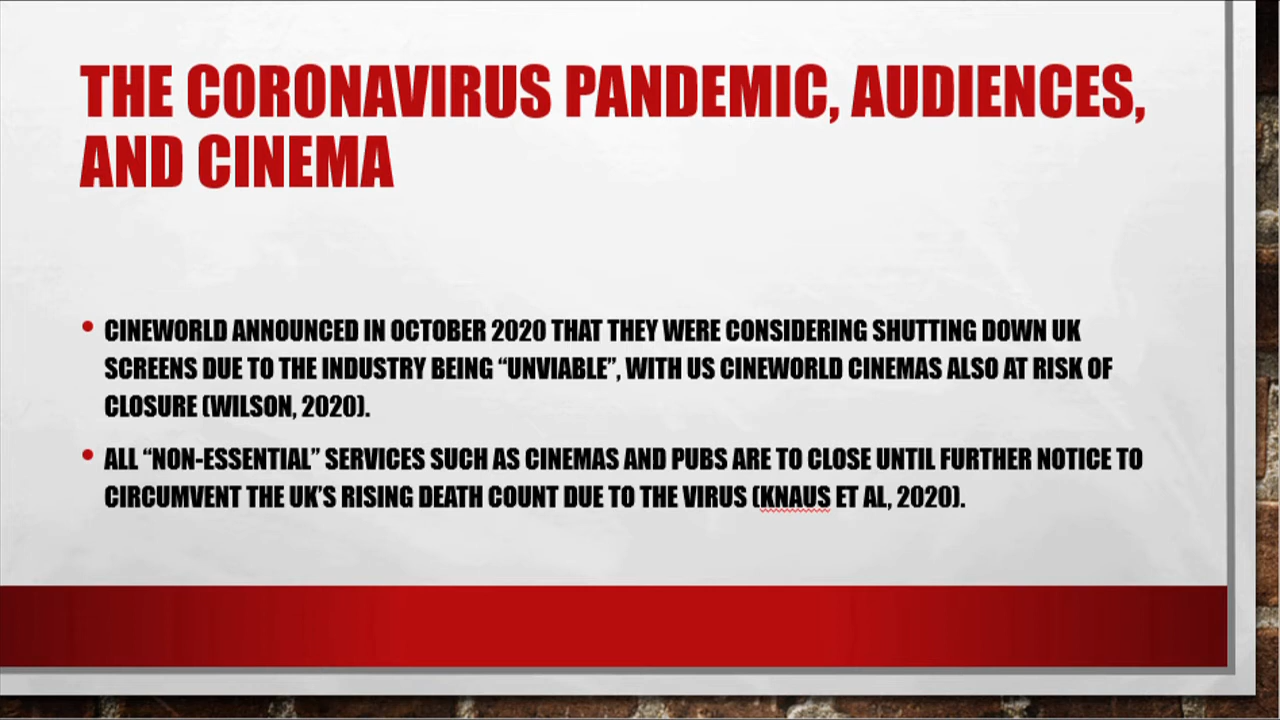 THE CORONAVIRUS PANDEMIC, AUDIENCES,
AND CINEMA
• CINEWORLD ANNOUNCED IN OCTOBER 2020 THAT THEY WERE CONSIDERING SHUTTING DOWN UK
SCREENS DUE TO THE INDUSTRY BEING “UNVIABLE”, WITH US CINEWORLD CINEMAS ALSO AT RISK OF
CLOSURE (WILSON, 2020).
• ALL “NON-ESSENTIAL” SERVICES SUCH AS CINEMAS AND PUBS ARE TO CLOSE UNTIL FURTHER NOTICE TO
CIRCUMVENT THE UK’S RISING DEATH COUNT DUE TO THE VIRUS (KNAUS ET AL, 2020).